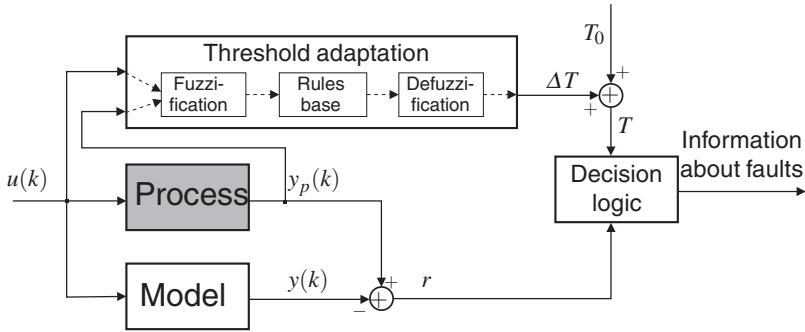 T₀
Threshold adaptation
+
Fuzzi-
fication
Rules
base
Defuzzi-
fication
ΔT
+
+
T
Information
about faults
u(k)
Process
yₚ(k)
Decision
logic
Model
y(k)
+
−
r